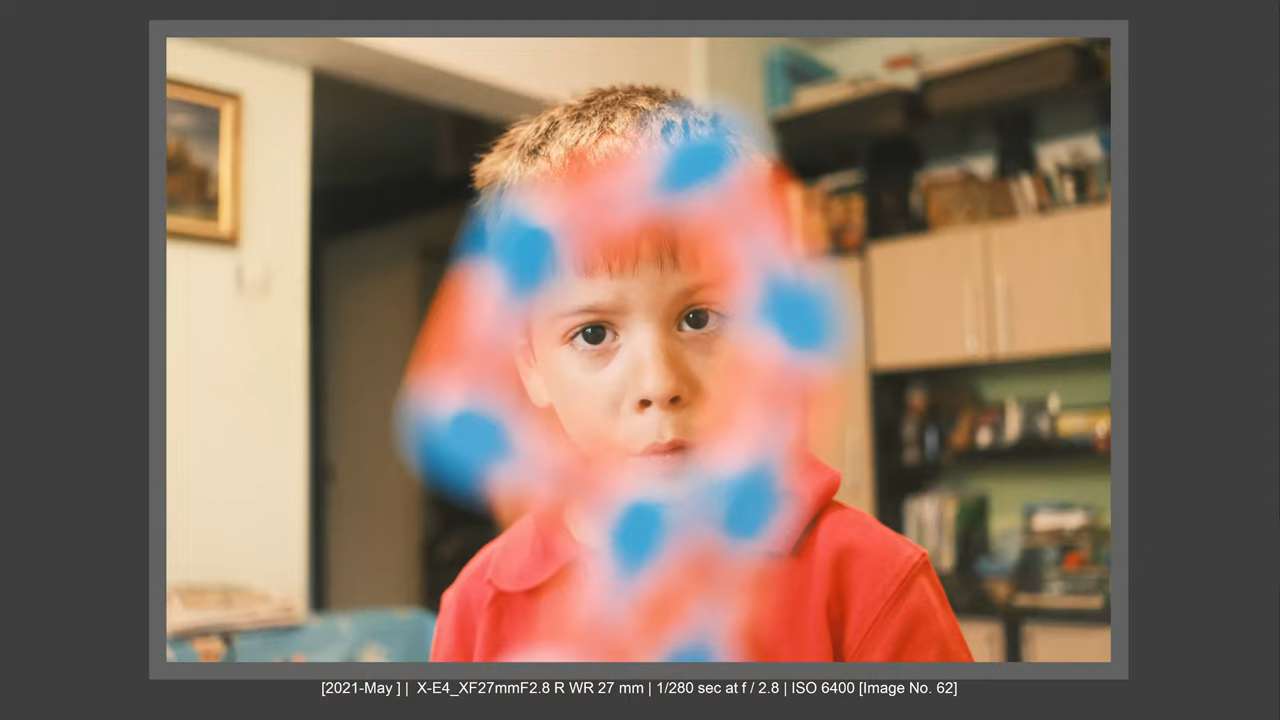 [2021-May ] |  X-E4_XF27mmF2.8 R WR 27 mm | 1/280 sec at f / 2.8 | ISO 6400 [Image No. 62]